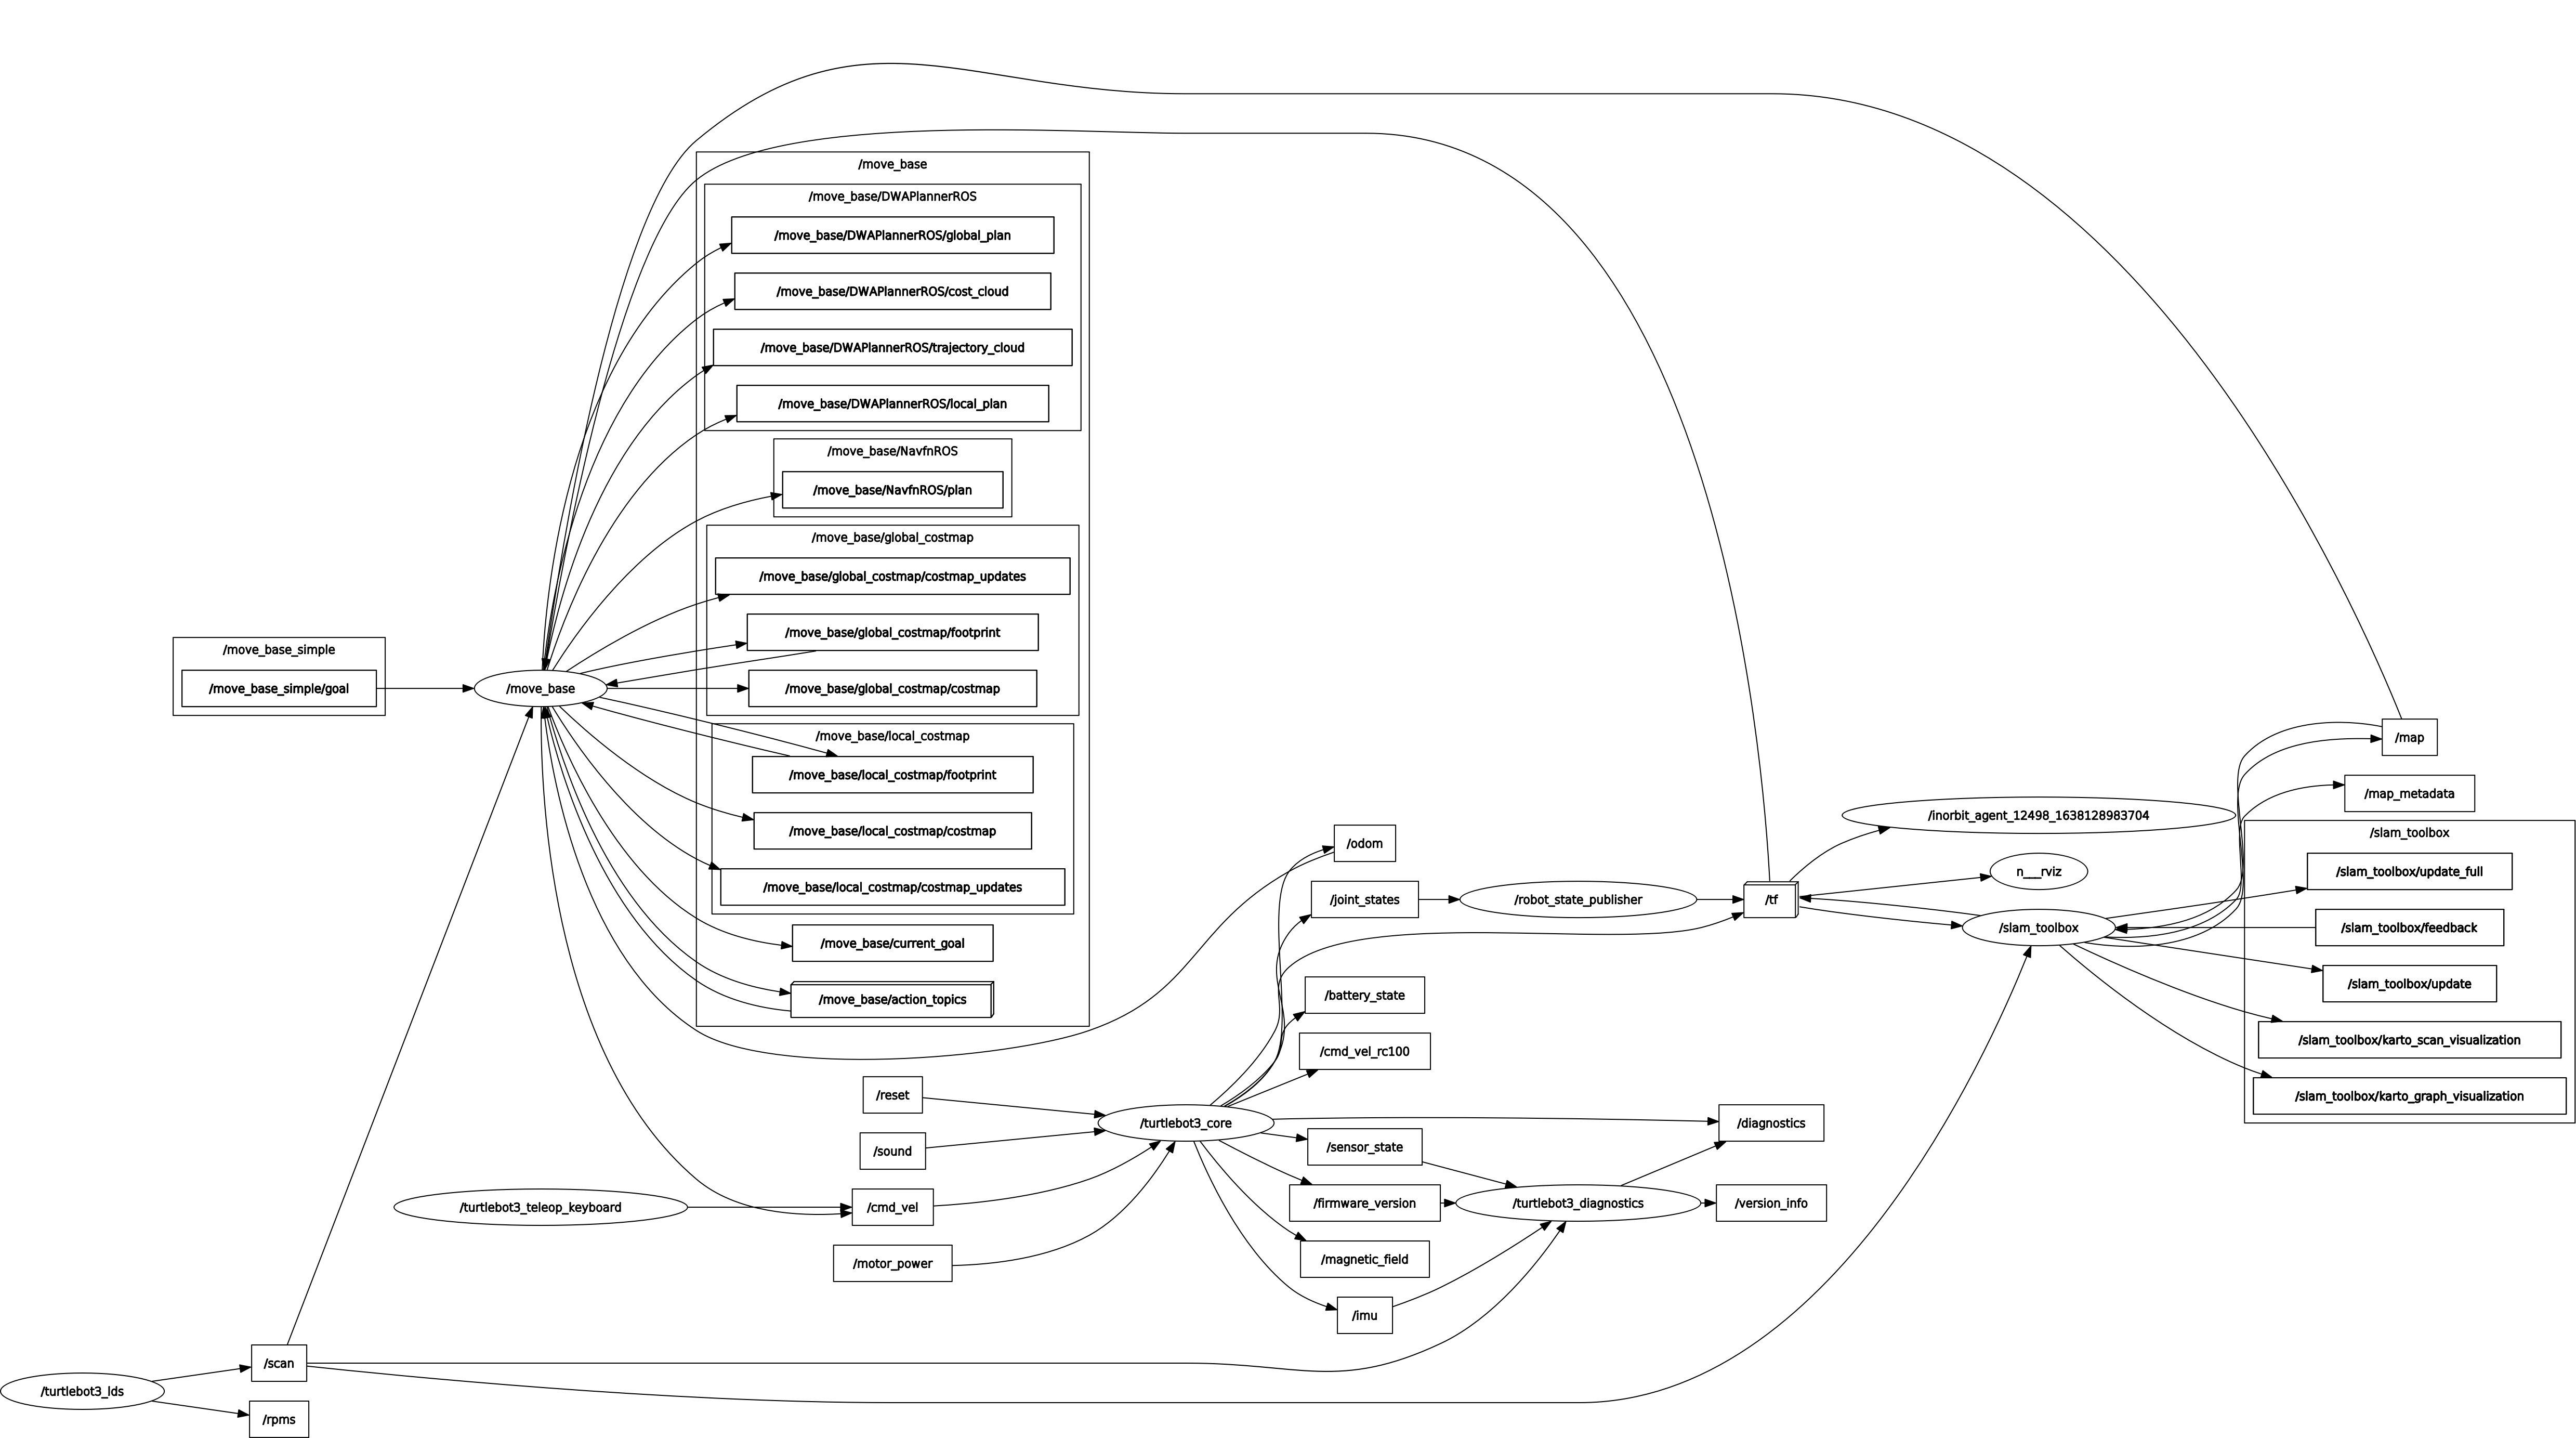 /move_base
/move_base/DWAPlannerROS
/move_base/DWAPlannerROS/global_plan
/move_base/DWAPlannerROS/cost_cloud
/move_base/DWAPlannerROS/trajectory_cloud
/move_base/DWAPlannerROS/local_plan
/move_base/NavfnROS
/move_base/NavfnROS/plan
/move_base/global_costmap
/move_base/global_costmap/costmap_updates
/move_base/global_costmap/footprint
/move_base/global_costmap/costmap
/move_base_simple
/move_base_simple/goal
/move_base
/move_base/local_costmap
/move_base/local_costmap/footprint
/move_base/local_costmap/costmap
/move_base/local_costmap/costmap_updates
/move_base/current_goal
/move_base/action_topics
/reset
/sound
/turtlebot3_teleop_keyboard
/cmd_vel
/motor_power
/scan
/turtlebot3_lds
/rpms
/turtlebot3_core
/odom
/joint_states
/battery_state
/cmd_vel_rc100
/sensor_state
/firmware_version
/magnetic_field
/imu
/robot_state_publisher
/turtlebot3_diagnostics
/tf
/diagnostics
/version_info
/inorbit_agent_12498_1638128983704
n___rviz
/slam_toolbox
/map
/map_metadata
/slam_toolbox
/slam_toolbox/update_full
/slam_toolbox/feedback
/slam_toolbox/update
/slam_toolbox/karto_scan_visualization
/slam_toolbox/karto_graph_visualization